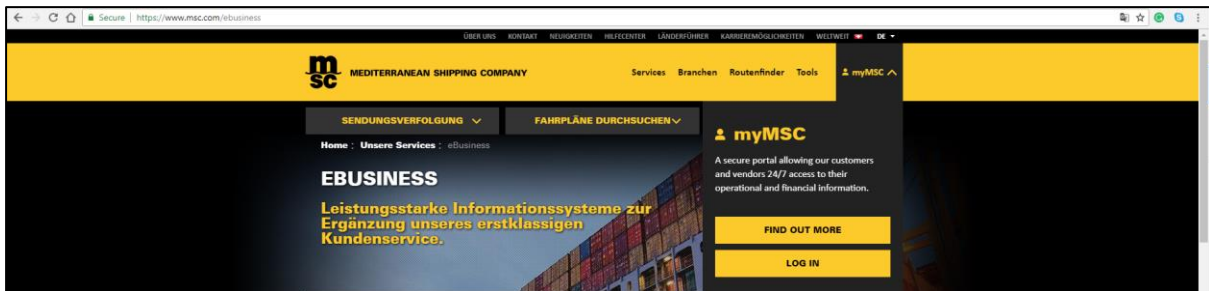 Secure | https://www.msc.com/ebusiness
ÜBER UNS KONTAKT NEUIGKEITEN HILFECENTER LÄNDERFÜHRER KARRIEREMÖGLICHKEITEN WELTWEIT DE
msc MEDITERRANEAN SHIPPING COMPANY Services Branchen Routenfinder Tools myMSC
SENDUNGSVERFOLGUNG FAHRPLÄNE DURCHSUCHEN
myMSC
Home : Unsere Services : eBusiness
A secure portal allowing our customers
and vendors 24/7 access to their
operational and financial information.
EBUSINESS
Leistungsstarke Informationssysteme zur
Ergänzung unseres erstklassigen
Kundenservice.
FIND OUT MORE
LOG IN